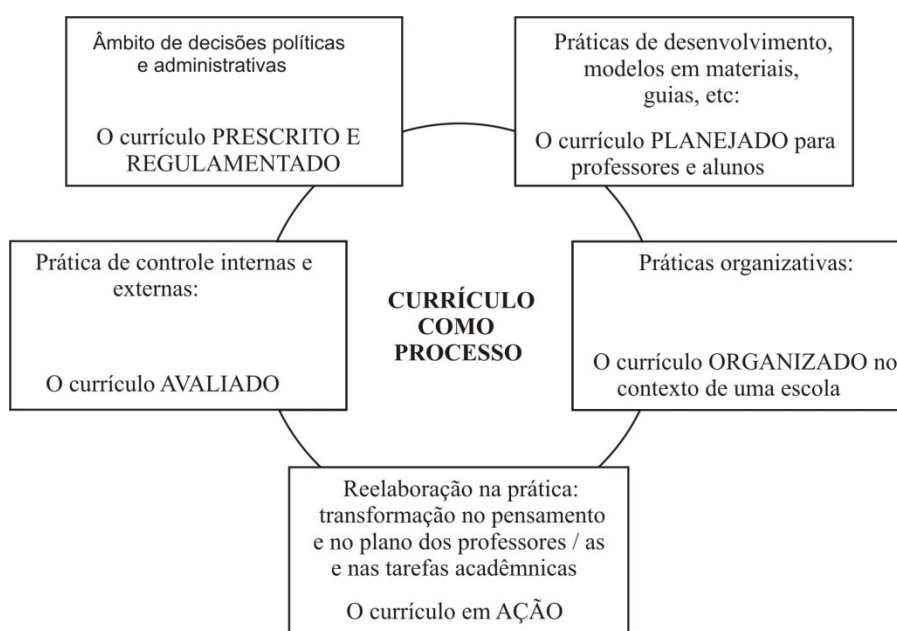 Âmbito de decisões políticas
e administrativas
O currículo PRESCRITO E
REGULAMENTADO
Práticas de desenvolvimento,
modelos em materiais,
guias, etc:
O currículo PLANEJADO para
professores e alunos
Prática de controle internas e
externas:
O currículo AVALIADO
CURRÍCULO
COMO
PROCESSO
Práticas organizativas:
O currículo ORGANIZADO no
contexto de uma escola
Reelaboração na prática:
transformação no pensamento
e no plano dos professores / as
e nas tarefas acadêmnicas
O currículo em AÇÃO